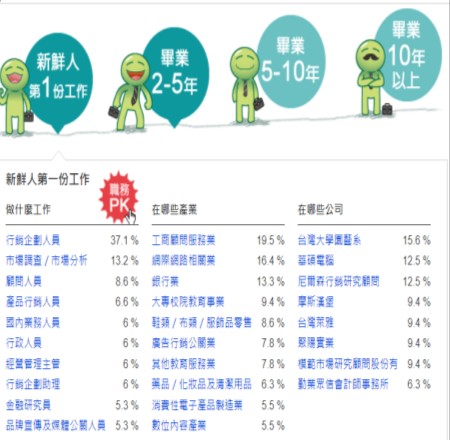 新鮮人
第1份工作
畢業
2-5年
畢業
5-10年
畢業
10年
以上
新鮮人第一份工作
職務
PK
做什麼工作
在哪些產業
在哪些公司
行銷企劃人員 37.1 % 工商顧問服務業 19.5 % 台灣大學園藝系 15.6 %
市場調查/市場分析 13.2 % 網際網路相關業 16.4 % 華碩電腦 12.5 %
顧問人員 8.6 % 銀行業 13.3 % 尼爾森行銷研究顧問 12.5 %
產品行銷人員 6.6 % 大專校院教育事業 9.4 % 摩斯漢堡 9.4 %
國內業務人員 6 % 鞋類/布類/服飾品零售 8.6 % 台灣萊雅 9.4 %
行政人員 6 % 廣告行銷公關業 7.8 % 聚陽實業 9.4 %
經營管理主管 6 % 其他教育服務業 7.8 % 模範市場研究顧問股份有 9.4 %
行銷企劃助理 6 % 藥品/化妝品及清潔用品 6.3 % 勤業眾信會計師事務所 6.3 %
金融研究員 5.3 % 消費性電子產品製造業 5.5 %
品牌宣傳及媒體公關人員 5.3 % 數位內容產業 5.5 %